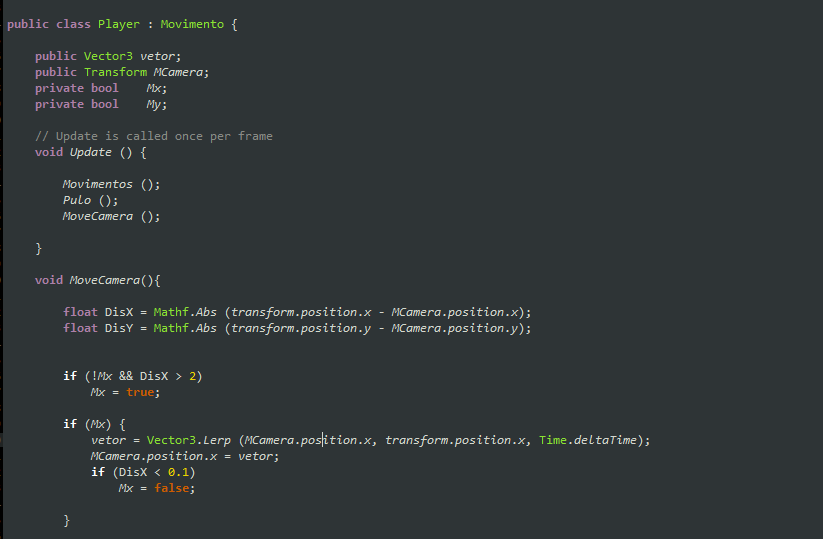 public class Player : Movimento {
public Vector3 vetor;
public Transform MCamera;
private bool Mx;
private bool My;
// Update is called once per frame
void Update () {
Movimentos ();
Pulo ();
MoveCamera ();
}
void MoveCamera(){
float DisX = Mathf.Abs (transform.position.x - MCamera.position.x);
float DisY = Mathf.Abs (transform.position.y - MCamera.position.y);
if (!Mx && DisX > 2)
Mx = true;
if (Mx) {
vetor = Vector3.Lerp (MCamera.position.x, transform.position.x, Time.deltaTime);
MCamera.position.x = vetor;
if (DisX < 0.1)
Mx = false;
}